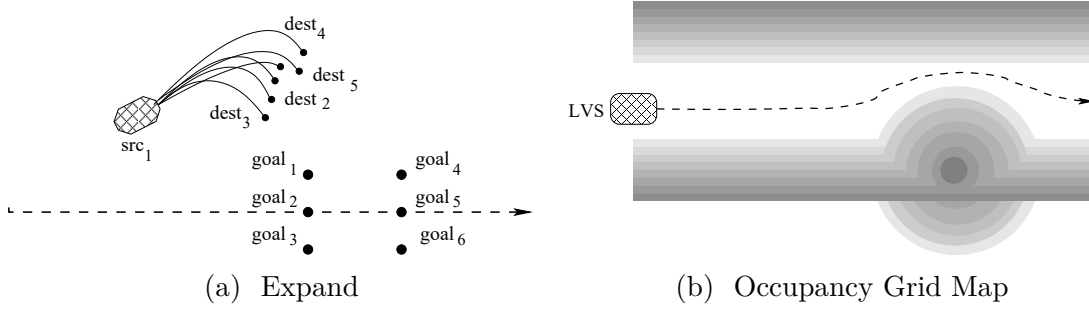 dest4
dest5
dest2
dest3
src1
goal1 goal4
goal2 goal5
goal3 goal6
(a) Expand
LVS
(b) Occupancy Grid Map